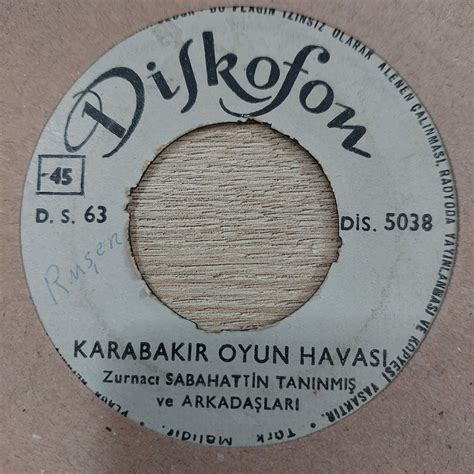 Diskofon
45
D. S. 63
DİS. 5038
Ruşen
KARABAKIR OYUN HAVASI
Zurnacı SABAHATTİN TANINMIŞ
ve ARKADAŞLARI
BU PLAĞIN İZİNSİZ OLARAK ALENEN ÇALINMASI, RADYODA YAYINLANMASI VE KOPYESİ YASAKTIR. • Türk Malıdır.